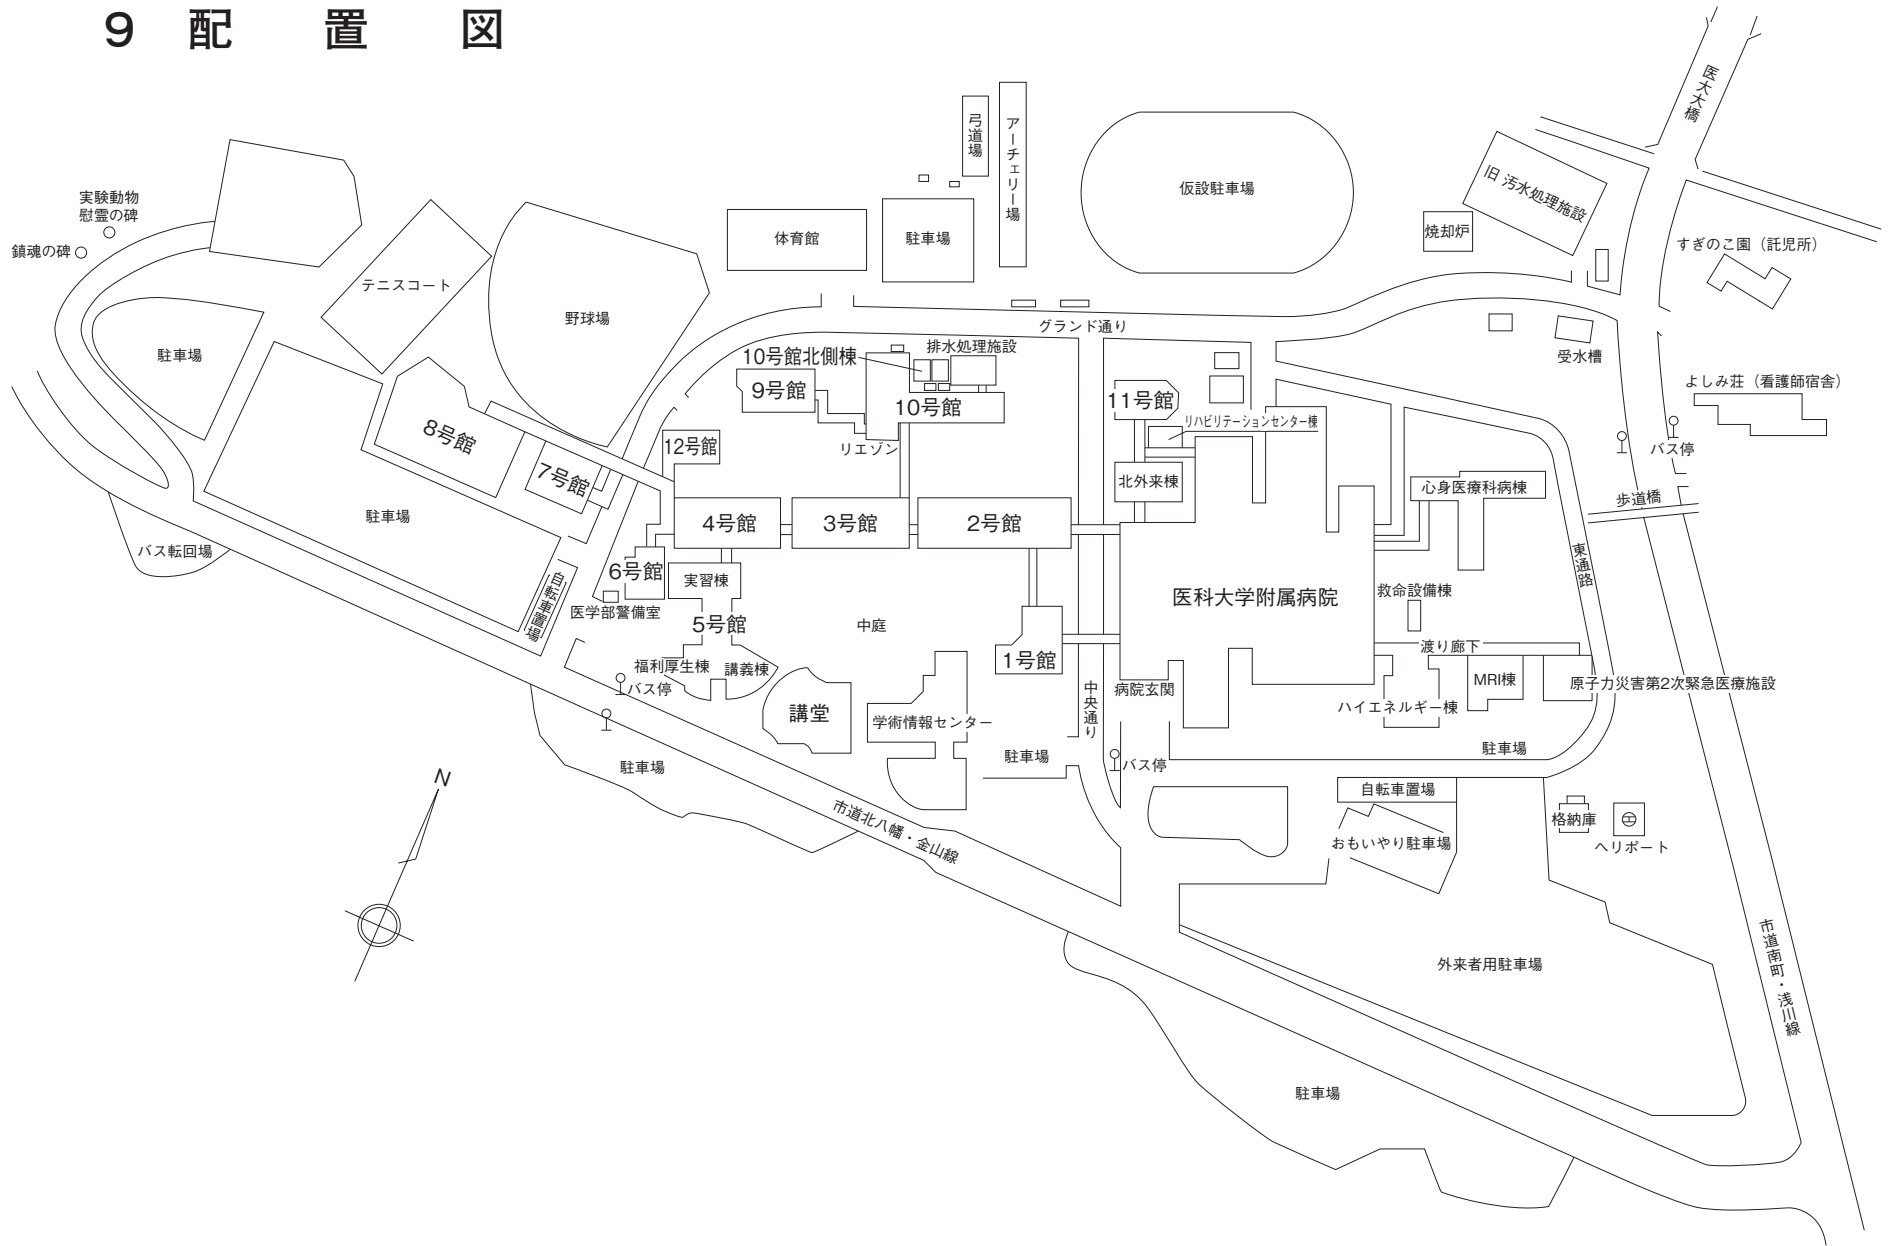 9 配置図
医大大橋
弓道場
アーチェリー場
仮設駐車場
旧 汚水処理施設
焼却炉
すぎのこ園（託児所）
実験動物
慰霊の碑
鎮魂の碑
体育館
駐車場
テニスコート
野球場
グランド通り
駐車場
10号館北側棟
排水処理施設
受水槽
よしみ荘（看護師宿舎）
9号館
10号館
11号館
リハビリテーションセンター棟
8号館
12号館
リエゾン
バス停
7号館
北外来棟
心身医療科病棟
歩道橋
駐車場
4号館
3号館
2号館
バス転回場
東通路
6号館
実習棟
自転車置場
医学部警備室
医科大学附属病院
救命設備棟
5号館
中庭
渡り廊下
1号館
福利厚生棟
講義棟
MRI棟
原子力災害第2次緊急医療施設
バス停
病院玄関
中央通り
ハイエネルギー棟
講堂
学術情報センター
駐車場
駐車場
駐車場
バス停
N
自転車置場
市道北八幡・金山線
格納庫
おもいやり駐車場
ヘリポート
外来者用駐車場
市道南町・浅川線
駐車場